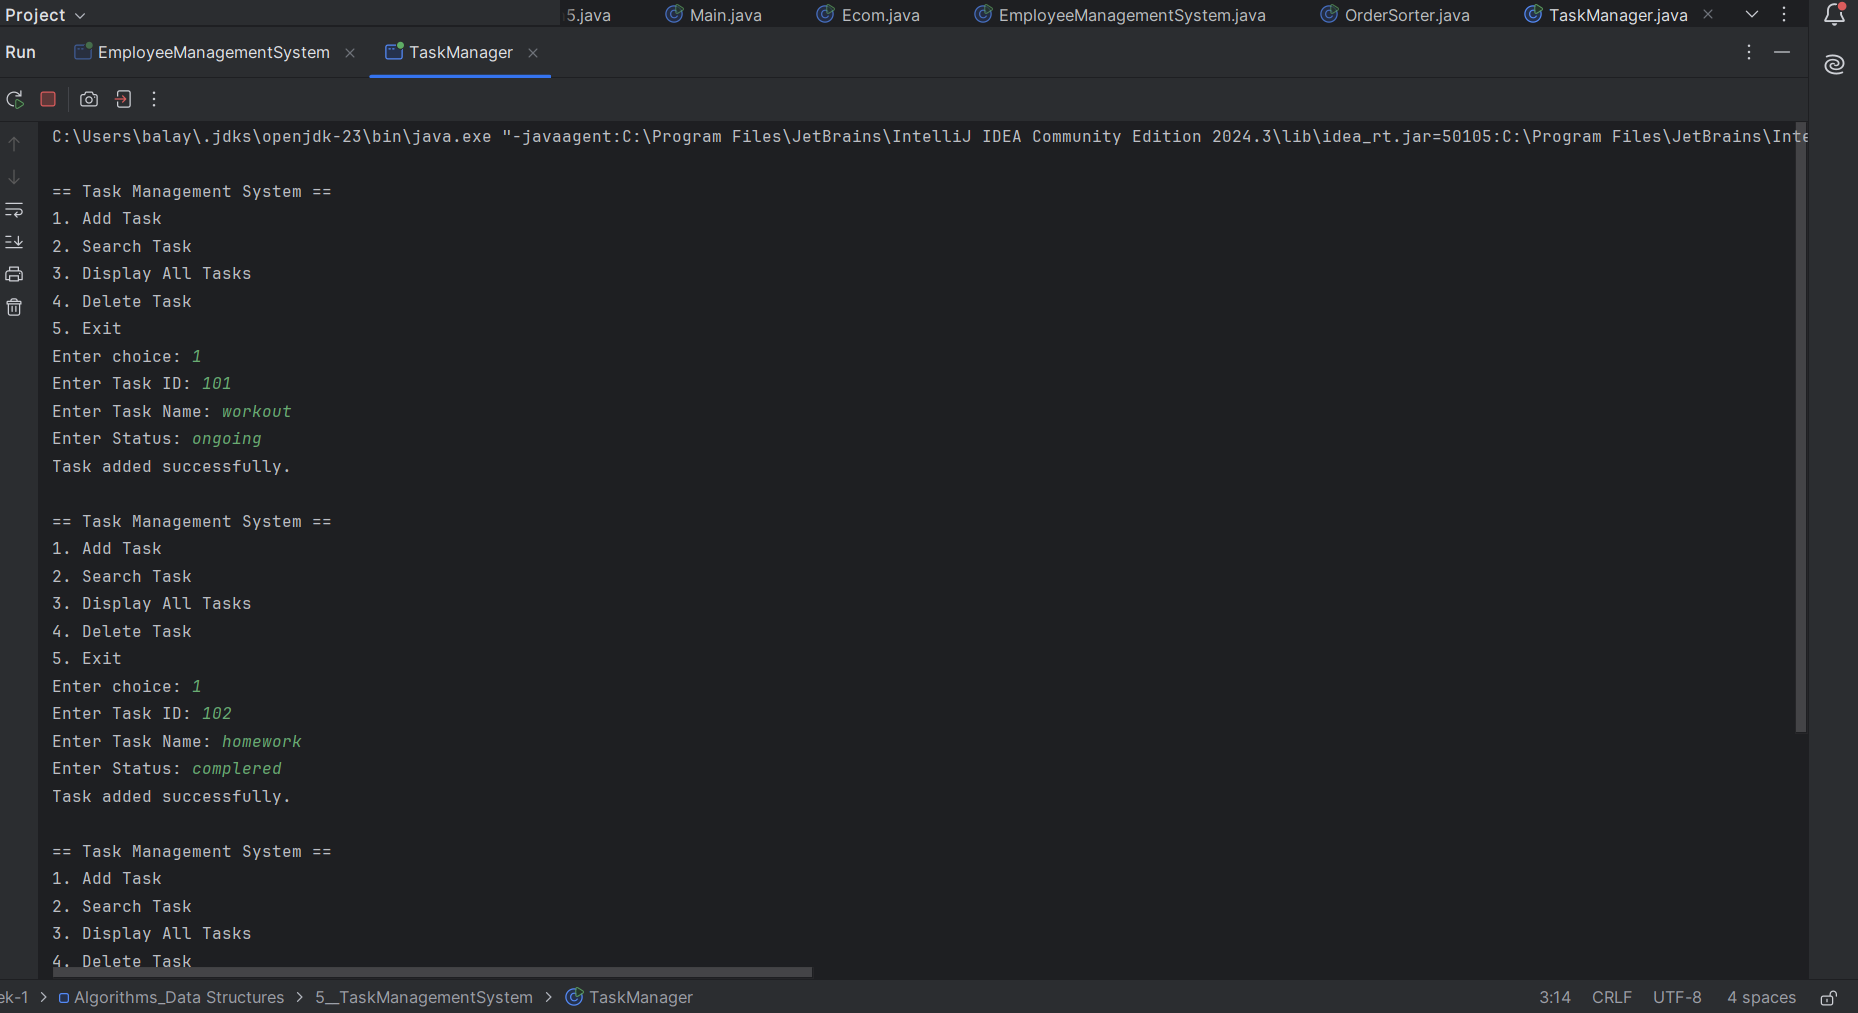 Project
5.java Main.java Ecom.java EmployeeManagementSystem.java OrderSorter.java TaskManager.java
Run EmployeeManagementSystem TaskManager
C:\Users\balay\.jdks\openjdk-23\bin\java.exe "-javaagent:C:\Program Files\JetBrains\IntelliJ IDEA Community Edition 2024.3\lib\idea_rt.jar=50105:C:\Program Files\JetBrains\Inte
== Task Management System ==
1. Add Task
2. Search Task
3. Display All Tasks
4. Delete Task
5. Exit
Enter choice: 1
Enter Task ID: 101
Enter Task Name: workout
Enter Status: ongoing
Task added successfully.
== Task Management System ==
1. Add Task
2. Search Task
3. Display All Tasks
4. Delete Task
5. Exit
Enter choice: 1
Enter Task ID: 102
Enter Task Name: homework
Enter Status: complered
Task added successfully.
== Task Management System ==
1. Add Task
2. Search Task
3. Display All Tasks
4. Delete Task
ek-1 > Algorithms_Data Structures > 5__TaskManagementSystem > TaskManager 3:14 CRLF UTF-8 4 spaces